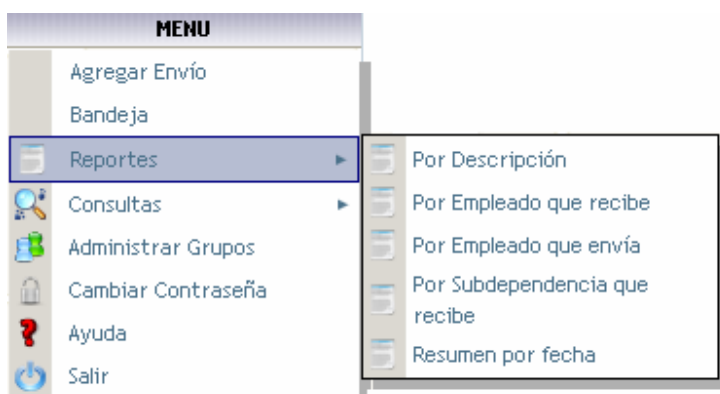 MENU
Agregar Envío
Bandeja
Reportes
Consultas
Administrar Grupos
Cambiar Contraseña
Ayuda
Salir
Por Descripción
Por Empleado que recibe
Por Empleado que envía
Por Subdependencia que
recibe
Resumen por fecha